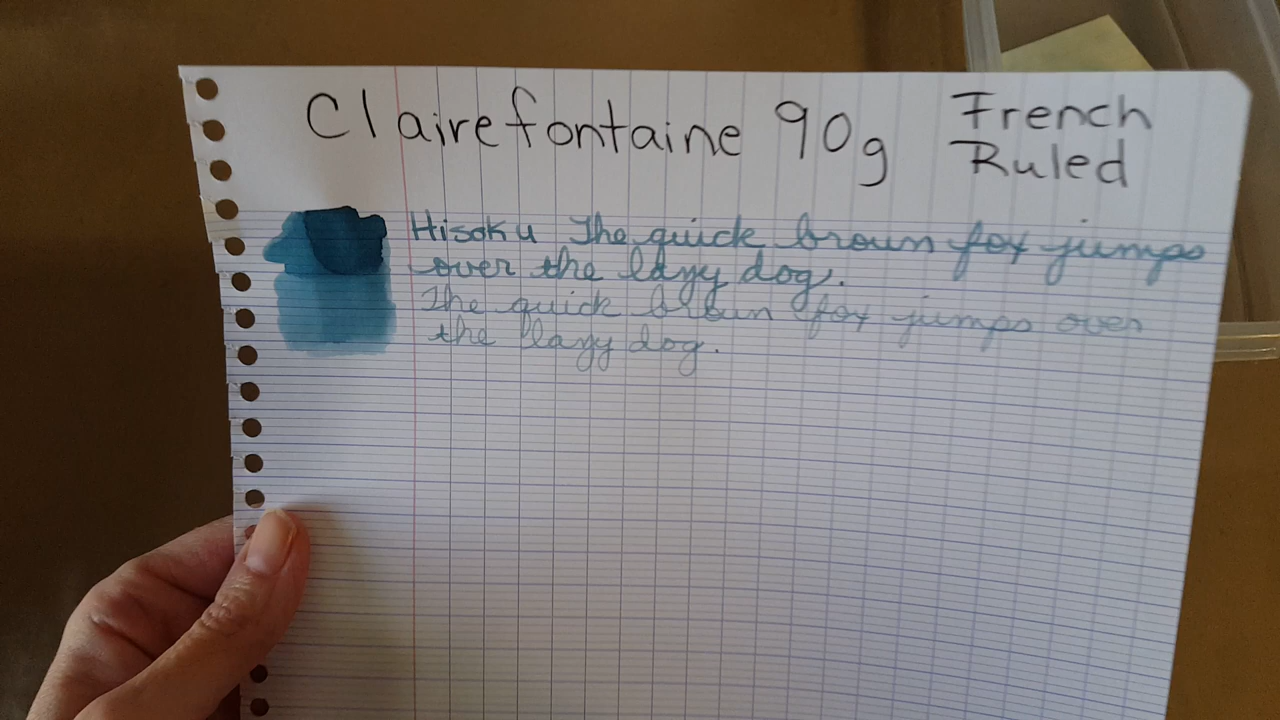 Clairefontaine 90g French Ruled
Hisoku The quick brown fox jumps
over the lazy dog.
The quick brown fox jumps over
the lazy dog.